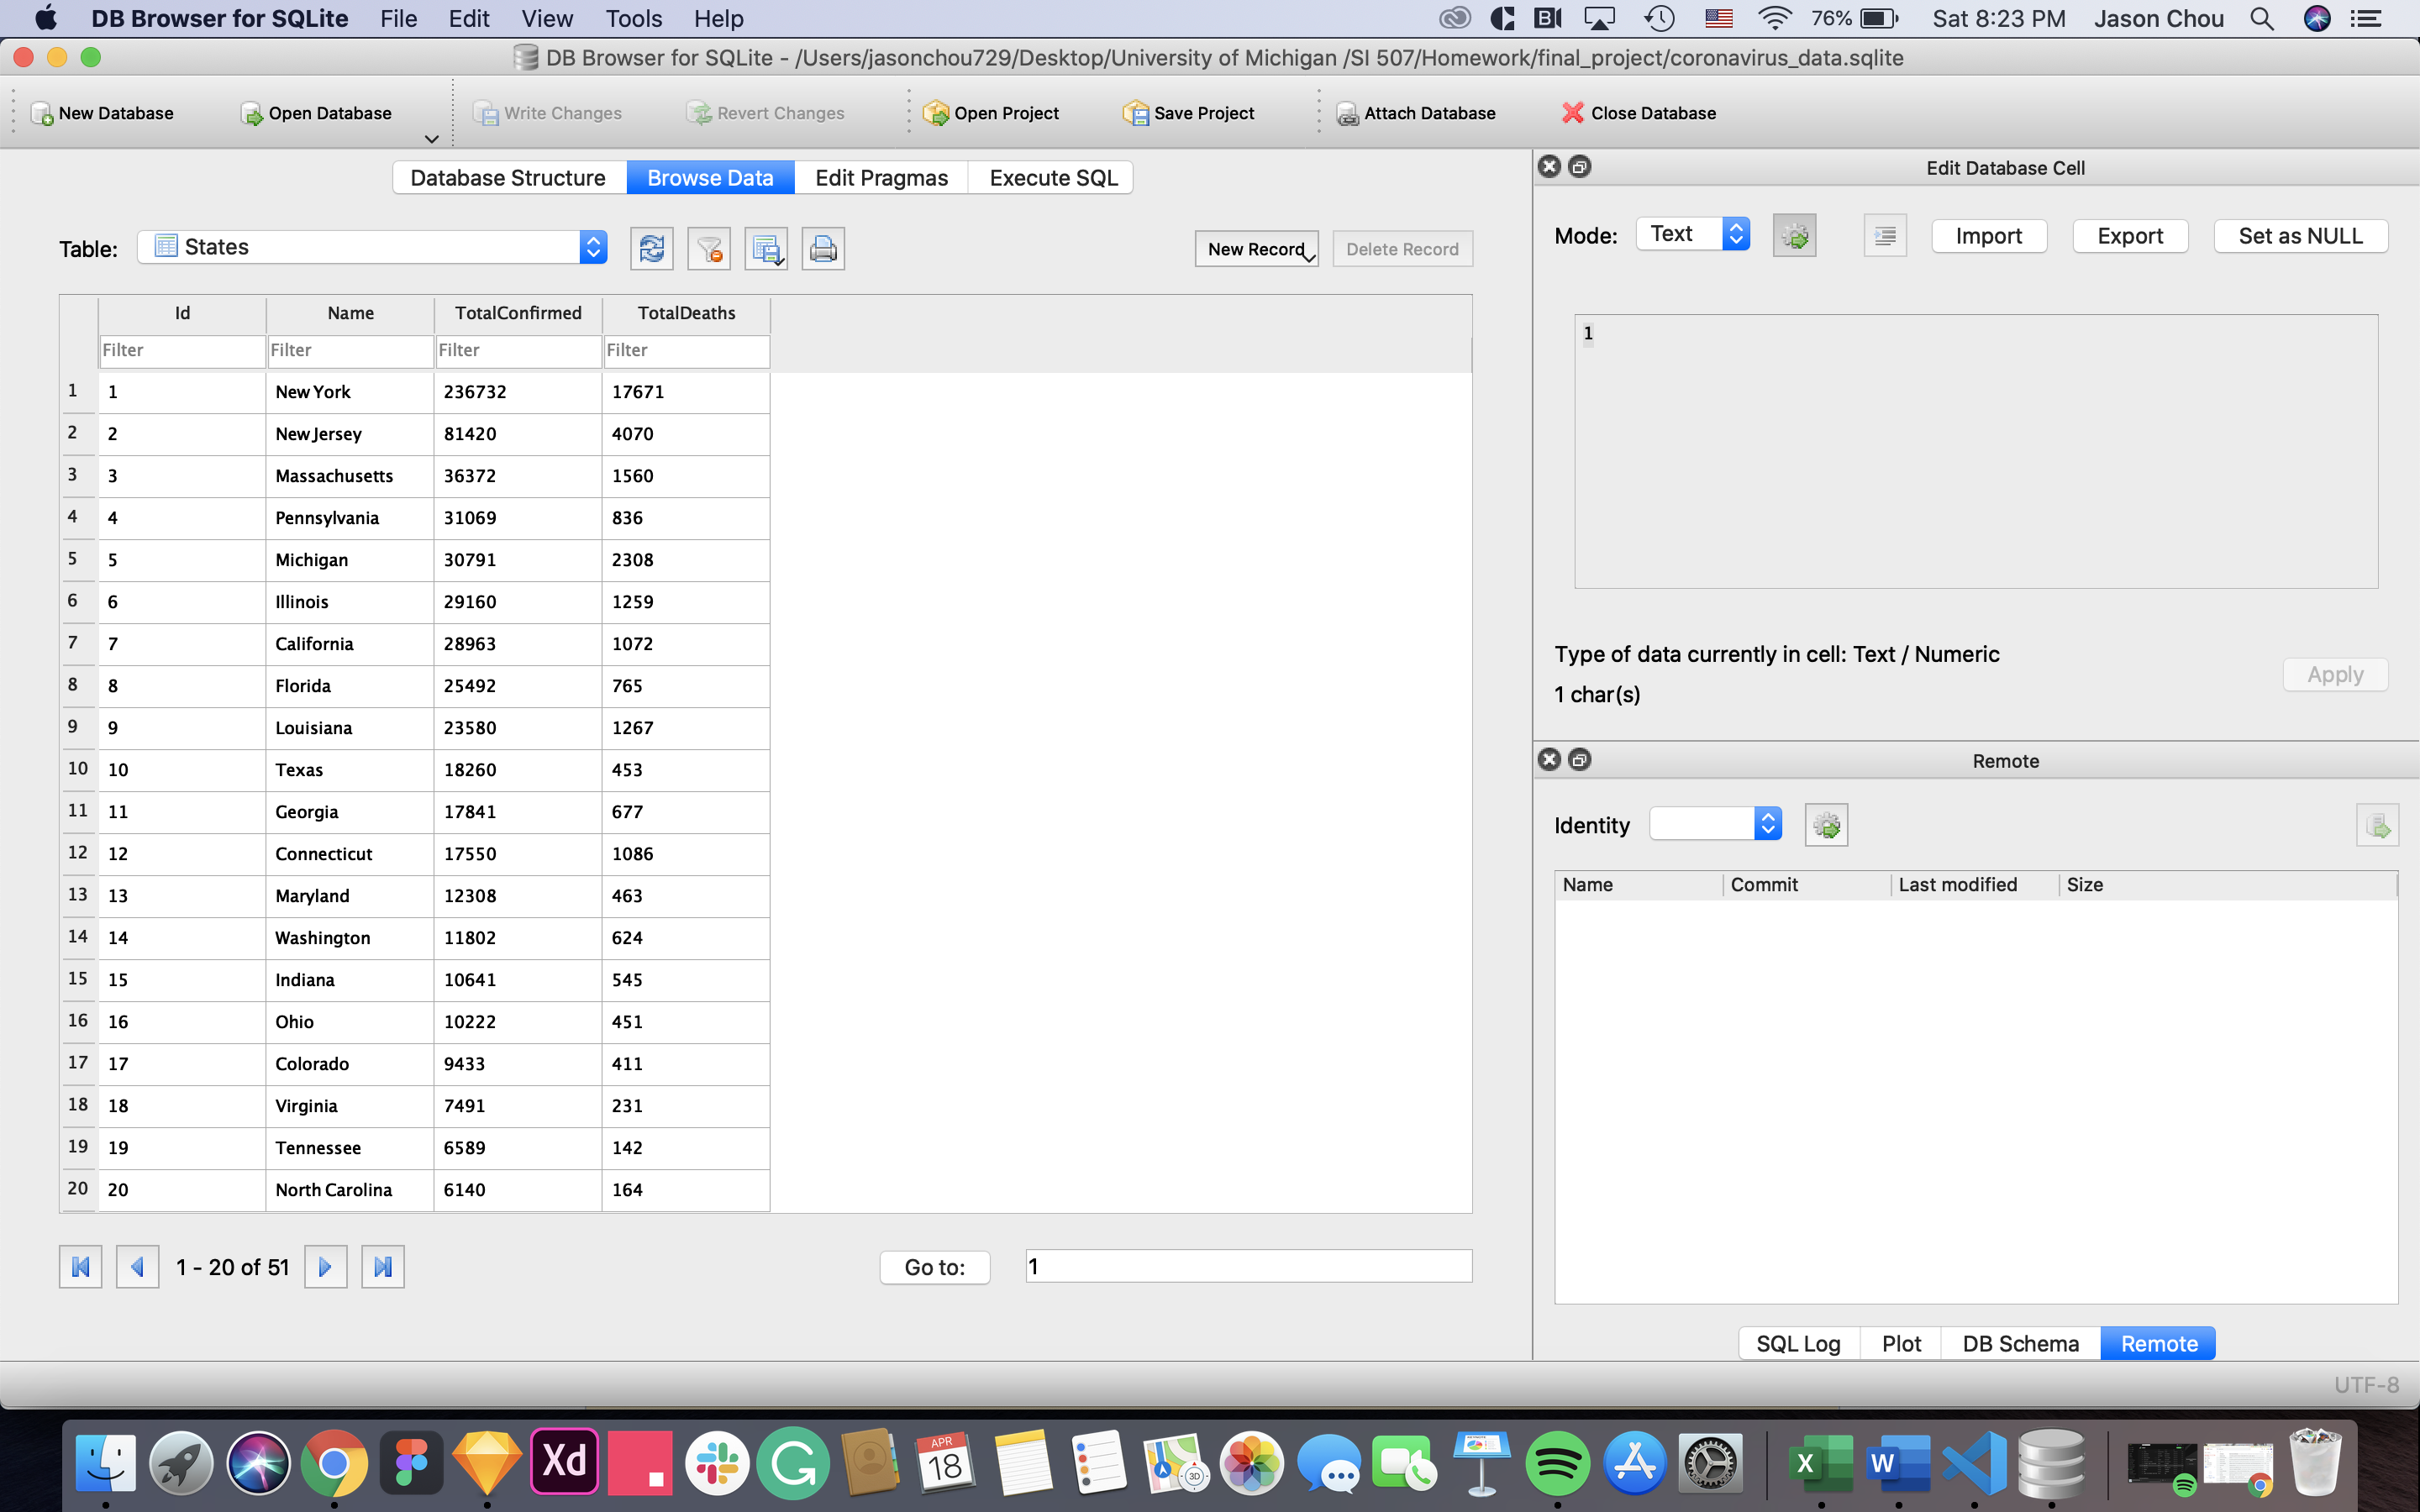 DB Browser for SQLite File Edit View Tools Help 76% Sat 8:23 PM Jason Chou
DB Browser for SQLite - /Users/jasonchou729/Desktop/University of Michigan /SI 507/Homework/final_project/coronavirus_data.sqlite
New Database Open Database Write Changes Revert Changes Open Project Save Project Attach Database Close Database
Database Structure Browse Data Edit Pragmas Execute SQL
Table: States New Record Delete Record
Id Name TotalConfirmed TotalDeaths
Filter Filter Filter Filter
1 1 New York 236732 17671
2 2 New Jersey 81420 4070
3 3 Massachusetts 36372 1560
4 4 Pennsylvania 31069 836
5 5 Michigan 30791 2308
6 6 Illinois 29160 1259
7 7 California 28963 1072
8 8 Florida 25492 765
9 9 Louisiana 23580 1267
10 10 Texas 18260 453
11 11 Georgia 17841 677
12 12 Connecticut 17550 1086
13 13 Maryland 12308 463
14 14 Washington 11802 624
15 15 Indiana 10641 545
16 16 Ohio 10222 451
17 17 Colorado 9433 411
18 18 Virginia 7491 231
19 19 Tennessee 6589 142
20 20 North Carolina 6140 164
1 - 20 of 51 Go to: 1
Edit Database Cell
Mode: Text Import Export Set as NULL
1
Type of data currently in cell: Text / Numeric
1 char(s)
Apply
Remote
Identity
Name Commit Last modified Size
SQL Log Plot DB Schema Remote
UTF-8
Xd APR 18 3D X W